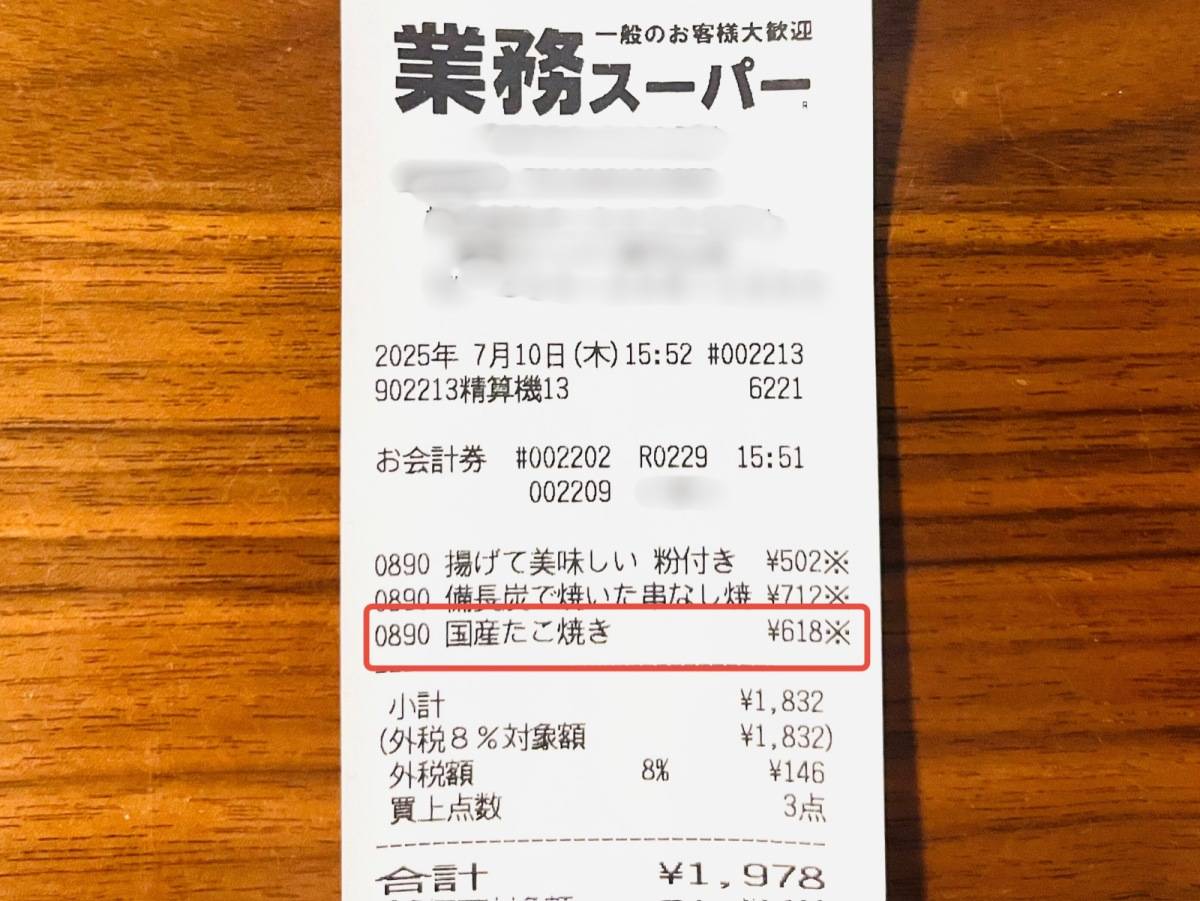 一般のお客様大歓迎
業務スーパー
2025年 7月10日(木)15:52 #002213
902213精算機13 6221
お会計券 #002202 R0229 15:51
002209
0890 揚げて美味しい 粉付き ¥502※
0890 備長炭で焼いた串なし焼 ¥712※
0890 国産たこ焼き ¥618※
小計 ¥1,832
(外税8%対象額 ¥1,832)
外税額 8% ¥146
買上点数 3点
合計 ¥1,978